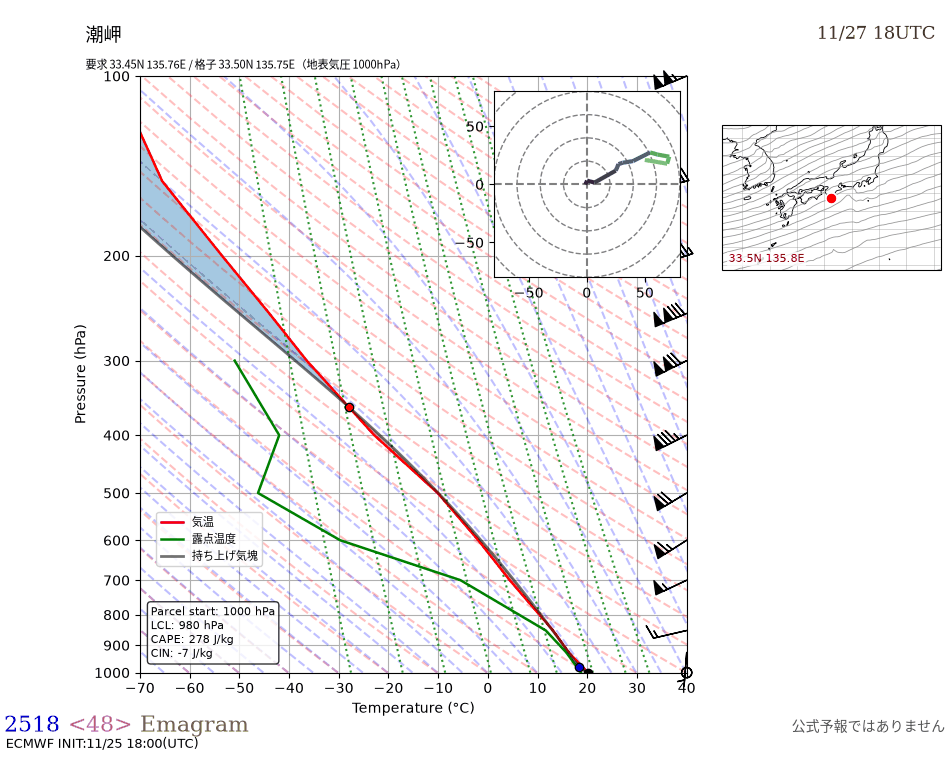 潮岬
11/27 18UTC
要求 33.45N 135.76E / 格子 33.50N 135.75E（地表気圧 1000hPa）
100
200
300
400
500
600
700
800
900
1000
Pressure (hPa)
−70 −60 −50 −40 −30 −20 −10 0 10 20 30 40
Temperature (°C)
50
0
−50
−50 0 50
33.5N 135.8E
気温
露点温度
持ち上げ気塊
Parcel start: 1000 hPa
LCL: 980 hPa
CAPE: 278 J/kg
CIN: -7 J/kg
2518 <48> Emagram
公式予報ではありません
ECMWF INIT:11/25 18:00(UTC)